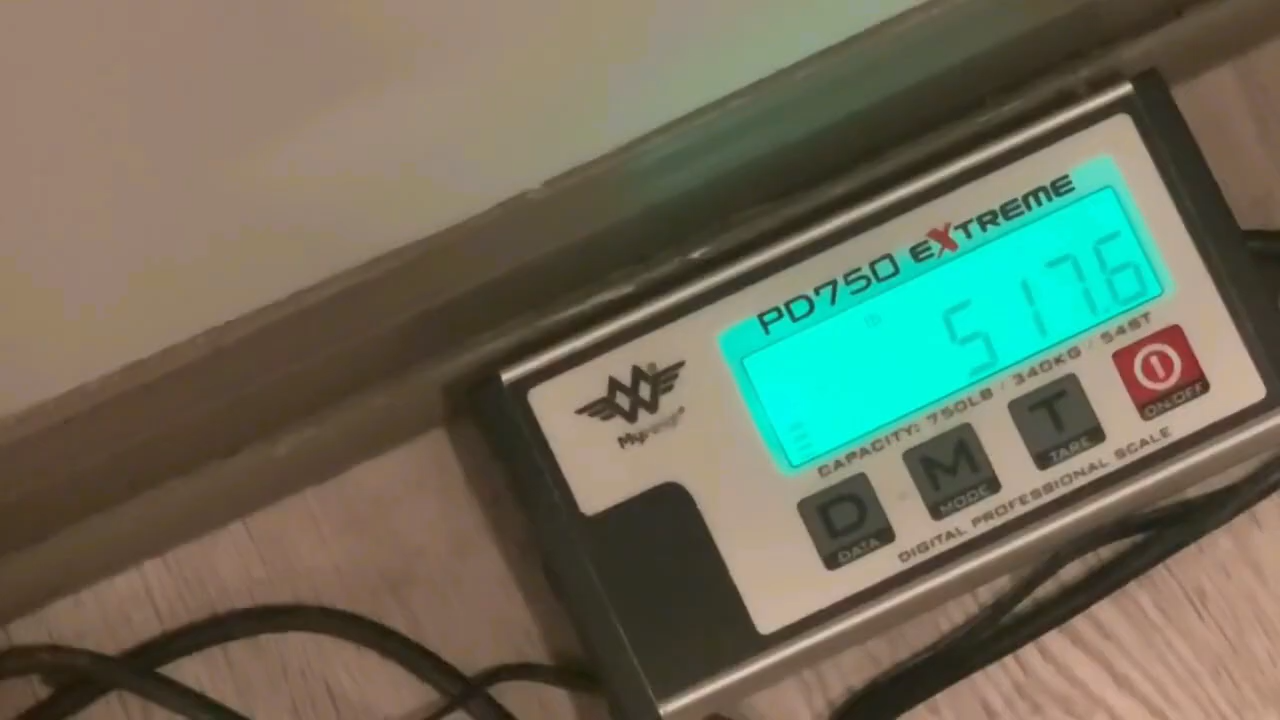 PD750 EXTREME
517.6
CAPACITY: 750LB / 340KG / 54ST
D
DATA
M
MODE
T
TARE
ON/OFF
DIGITAL PROFESSIONAL SCALE